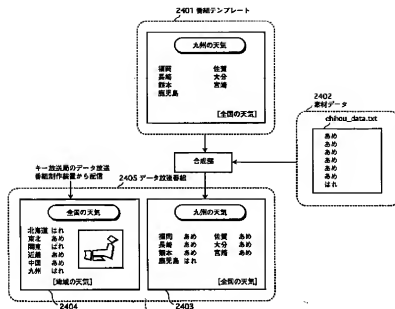 2401 番組テンプレート
九州の天気
福岡 佐賀
長崎 大分
熊本 宮崎
鹿児島
[全国の天気]
2402
素材データ
chihou_data.txt
あめ
あめ
あめ
あめ
あめ
あめ
はれ
合成部
キー放送局のデータ放送
番組制作装置から配信
2405 データ放送番組
全国の天気
北海道 はれ
東北 あめ
関東 はれ
近畿 あめ
中国 あめ
九州 はれ
[地域の天気]
2404
九州の天気
福岡 あめ 佐賀 あめ
長崎 あめ 大分 あめ
熊本 あめ 宮崎 あめ
鹿児島 はれ
[全国の天気]
2403